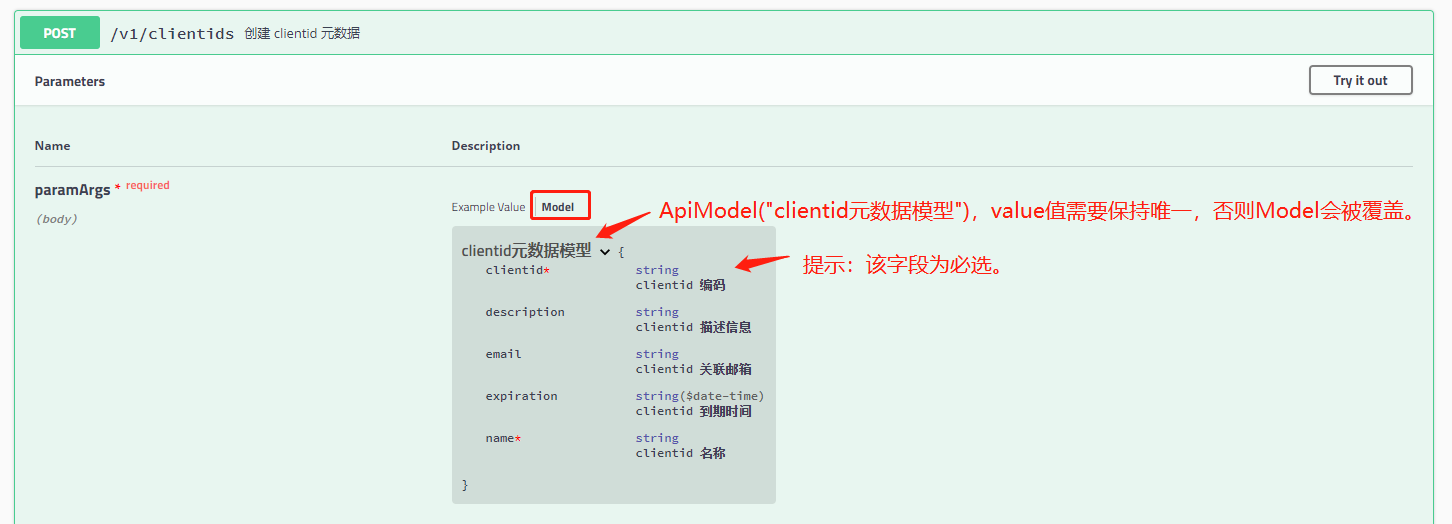 POST /v1/clientids 创建 clientid 元数据
Parameters
Try it out
Name
Description
paramArgs * required
(body)
Example Value
Model
ApiModel("clientid元数据模型")，value值需要保持唯一，否则Model会被覆盖。
clientid元数据模型 {
提示：该字段为必选。
clientid* string
clientid 编码
description string
clientid 描述信息
email string
clientid 关联邮箱
expiration string($date-time)
clientid 到期时间
name* string
clientid 名称
}